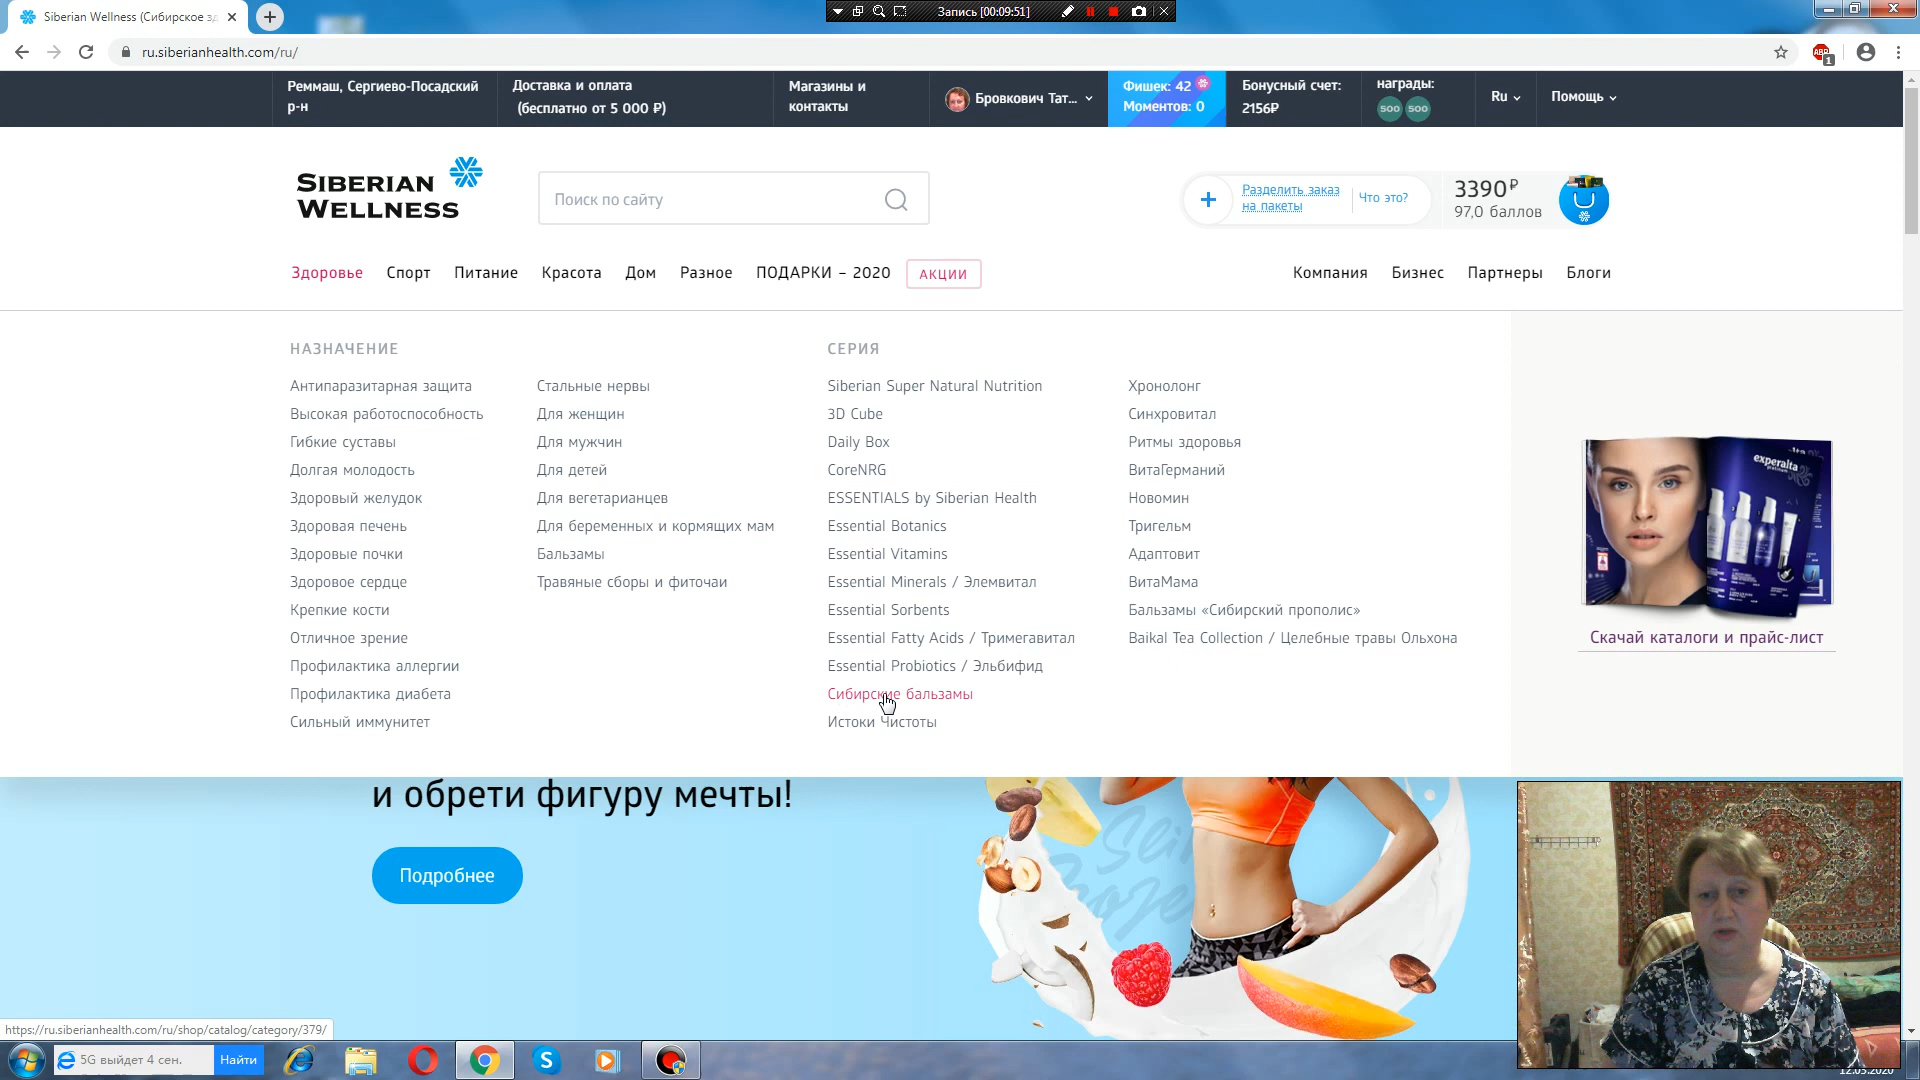 Siberian Wellness (Сибирское зд
Запись [00:09:51]
ru.siberianhealth.com/ru/
ABP
1
Реммаш, Сергиево-Посадский
р-н
Доставка и оплата
(бесплатно от 5 000 ₽)
Магазины и
контакты
Бровкович Тат...
Фишек: 42
Моментов: 0
Бонусный счет:
2156₽
награды:
500 500
Ru
Помощь
SIBERIAN
WELLNESS
Поиск по сайту
Разделить заказ
на пакеты
Что это?
3390₽
97,0 баллов
Здоровье Спорт Питание Красота Дом Разное ПОДАРКИ – 2020 АКЦИИ
Компания Бизнес Партнеры Блоги
НАЗНАЧЕНИЕ
Антипаразитарная защита
Высокая работоспособность
Гибкие суставы
Долгая молодость
Здоровый желудок
Здоровая печень
Здоровые почки
Здоровое сердце
Крепкие кости
Отличное зрение
Профилактика аллергии
Профилактика диабета
Сильный иммунитет
Стальные нервы
Для женщин
Для мужчин
Для детей
Для вегетарианцев
Для беременных и кормящих мам
Бальзамы
Травяные сборы и фиточаи
СЕРИЯ
Siberian Super Natural Nutrition
3D Cube
Daily Box
CoreNRG
ESSENTIALS by Siberian Health
Essential Botanics
Essential Vitamins
Essential Minerals / Элемвитал
Essential Sorbents
Essential Fatty Acids / Тримегавитал
Essential Probiotics / Эльбифид
Сибирские бальзамы
Истоки Чистоты
Хронолонг
Синхровитал
Ритмы здоровья
ВитаГерманий
Новомин
Тригельм
Адаптовит
ВитаМама
Бальзамы «Сибирский прополис»
Baikal Tea Collection / Целебные травы Ольхона
experalta
platinum
Скачай каталоги и прайс-лист
и обрети фигуру мечты!
Подробнее
https://ru.siberianhealth.com/ru/shop/catalog/category/379/
5G выйдет 4 сен.
Найти
12.03.2020